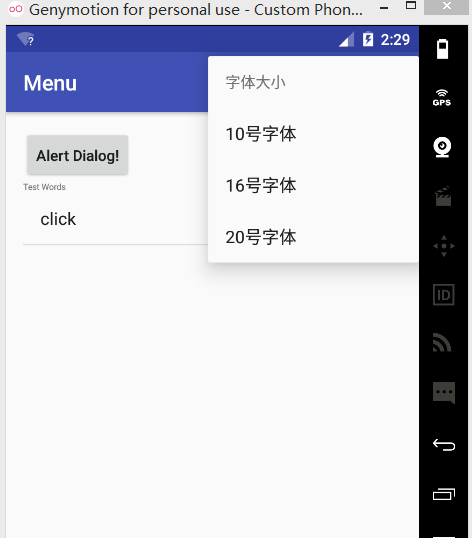 Genymotion for personal use - Custom Phon...
2:29
Menu
字体大小
10号字体
16号字体
20号字体
Alert Dialog!
Test Words
click
GPS
ID